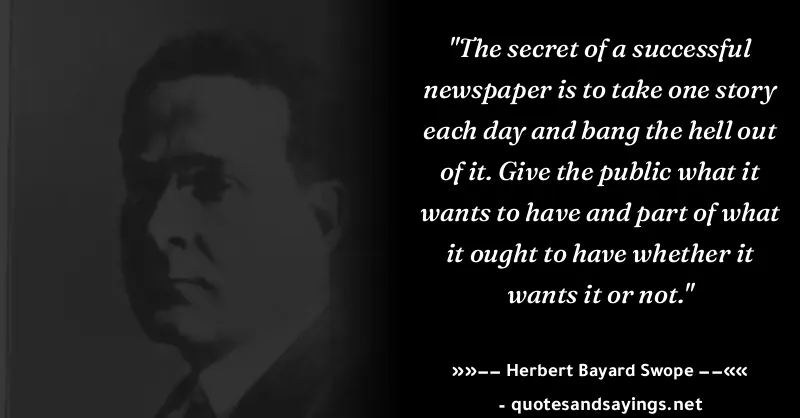 "The secret of a successful
newspaper is to take one story
each day and bang the hell out
of it. Give the public what it
wants to have and part of what
it ought to have whether it
wants it or not."
»»−− Herbert Bayard Swope −−««
- quotesandsayings.net